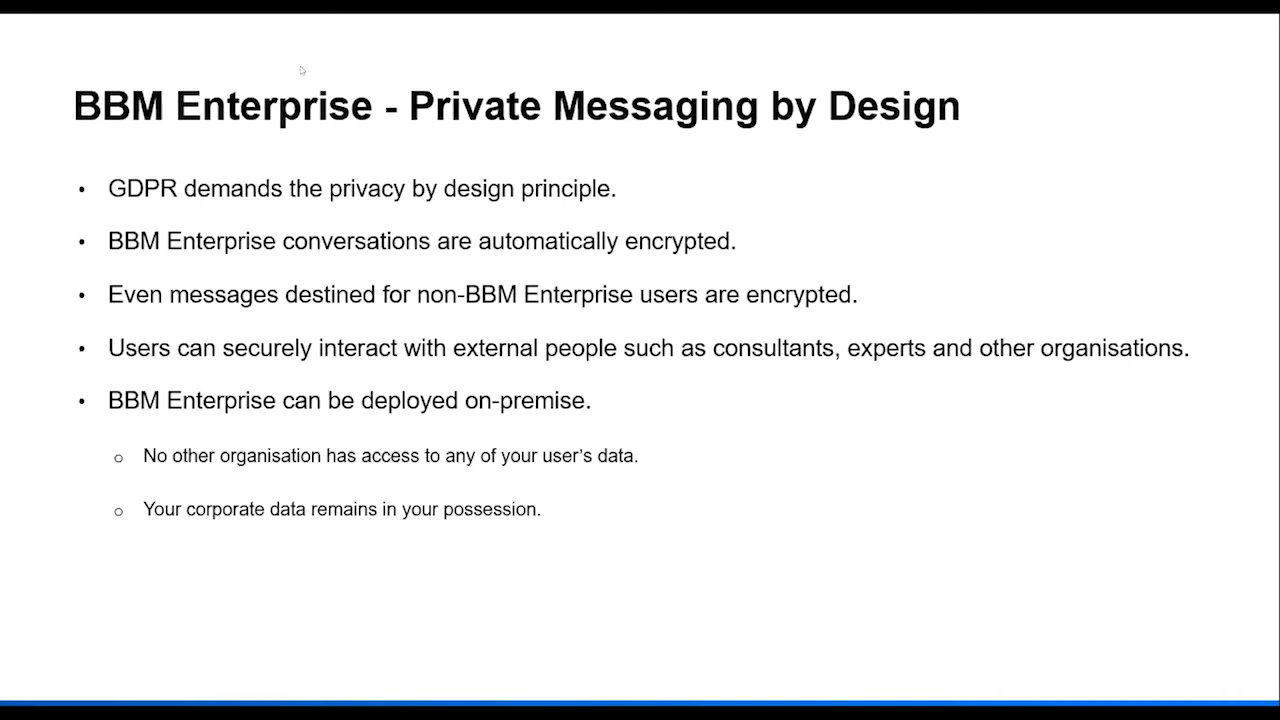 BBM Enterprise - Private Messaging by Design
• GDPR demands the privacy by design principle.
• BBM Enterprise conversations are automatically encrypted.
• Even messages destined for non-BBM Enterprise users are encrypted.
• Users can securely interact with external people such as consultants, experts and other organisations.
• BBM Enterprise can be deployed on-premise.
o No other organisation has access to any of your user’s data.
o Your corporate data remains in your possession.